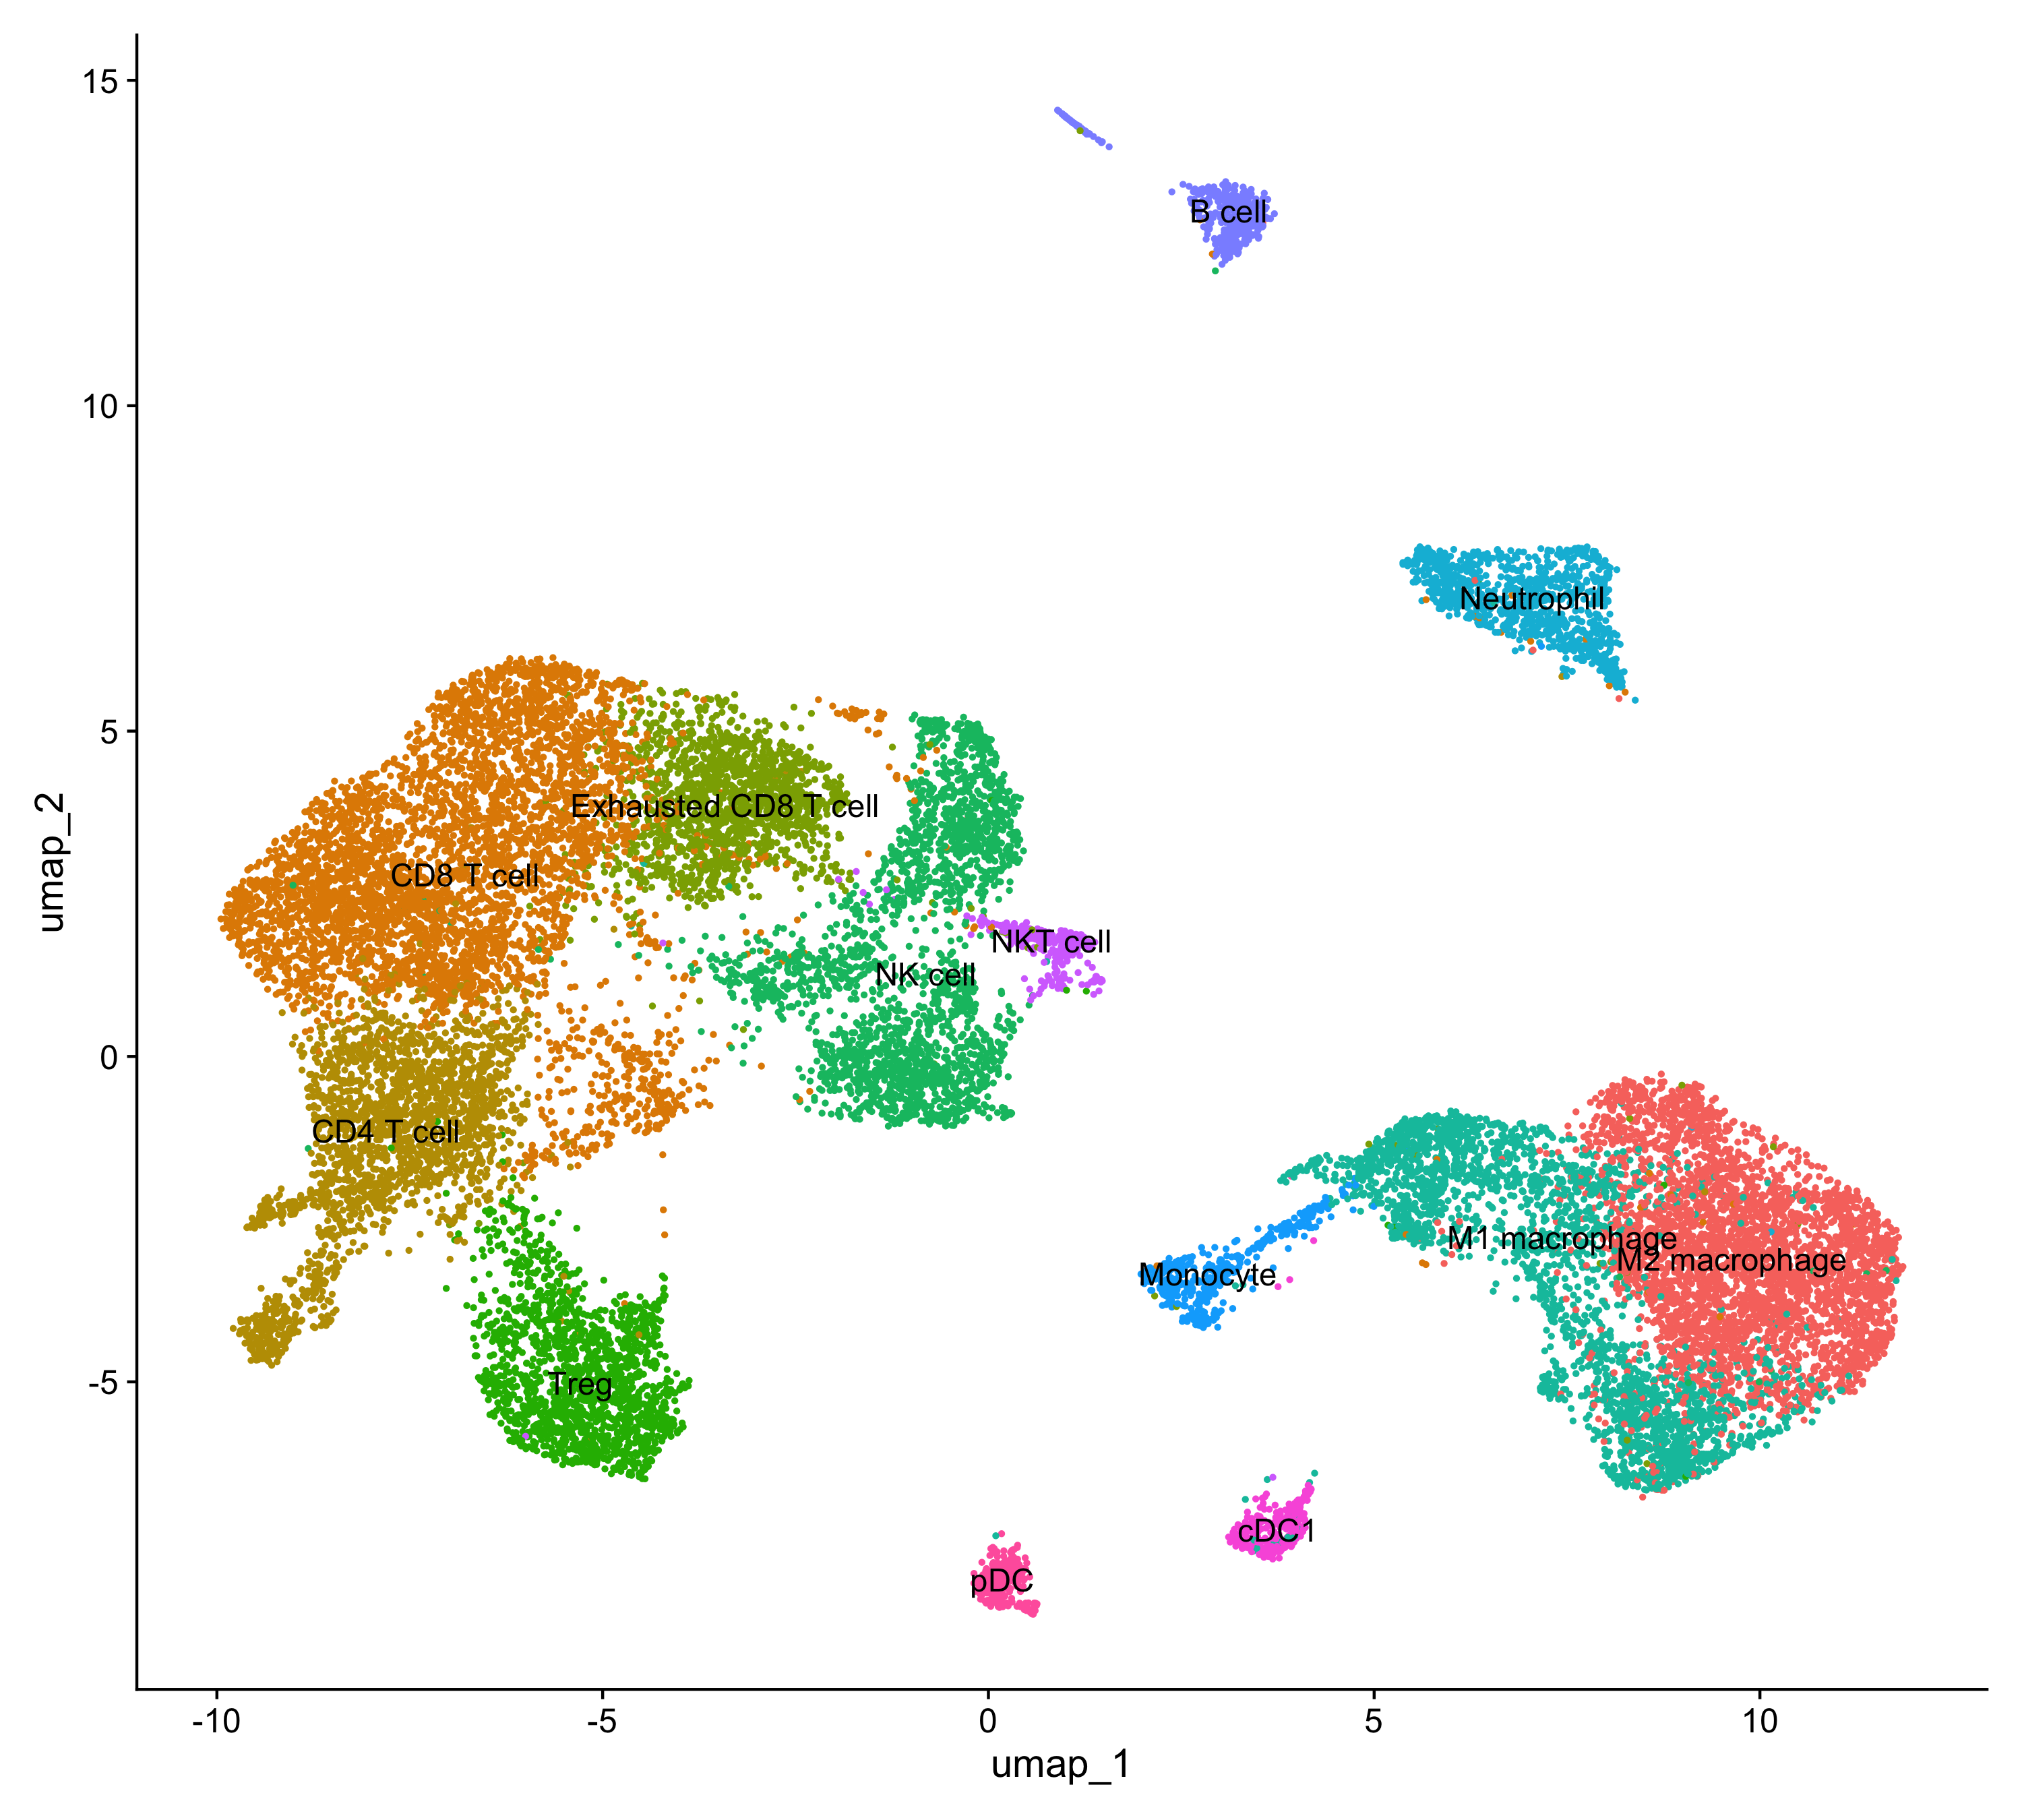 15
B cell
10
Neutrophil
5
Exhausted CD8 T cell
CD8 T cell
NKT cell
NK cell
0
CD4 T cell
M1 macrophage
M2 macrophage
Monocyte
-5
Treg
cDC1
pDC
-10 -5 0 5 10
umap_1
umap_2